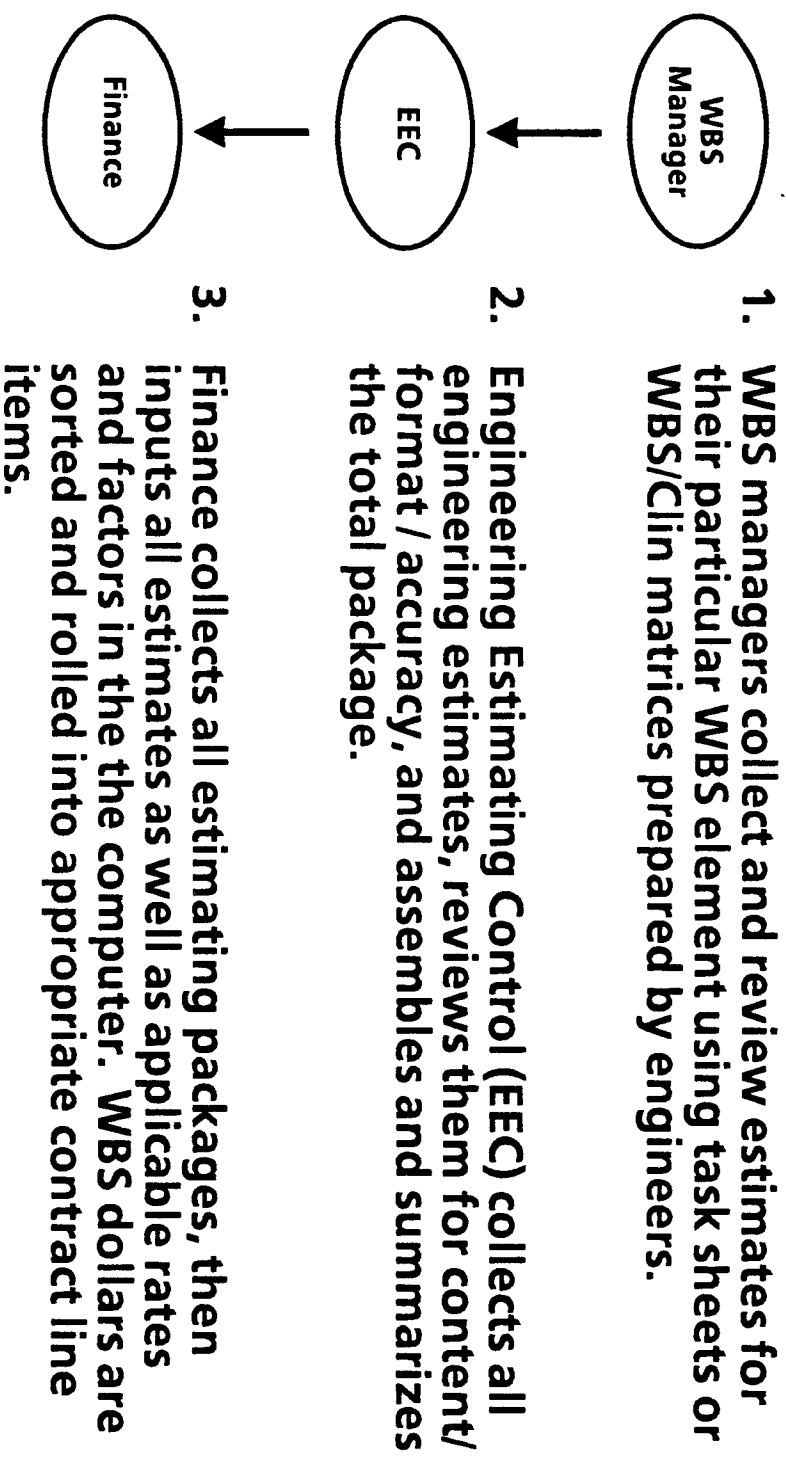 WBS
Manager
1. WBS managers collect and review estimates for
their particular WBS element using task sheets or
WBS/Clin matrices prepared by engineers.
EEC
2. Engineering Estimating Control (EEC) collects all
engineering estimates, reviews them for content/
format / accuracy, and assembles and summarizes
the total package.
Finance
3. Finance collects all estimating packages, then
inputs all estimates as well as applicable rates
and factors in the the computer. WBS dollars are
sorted and rolled into appropriate contract line
items.